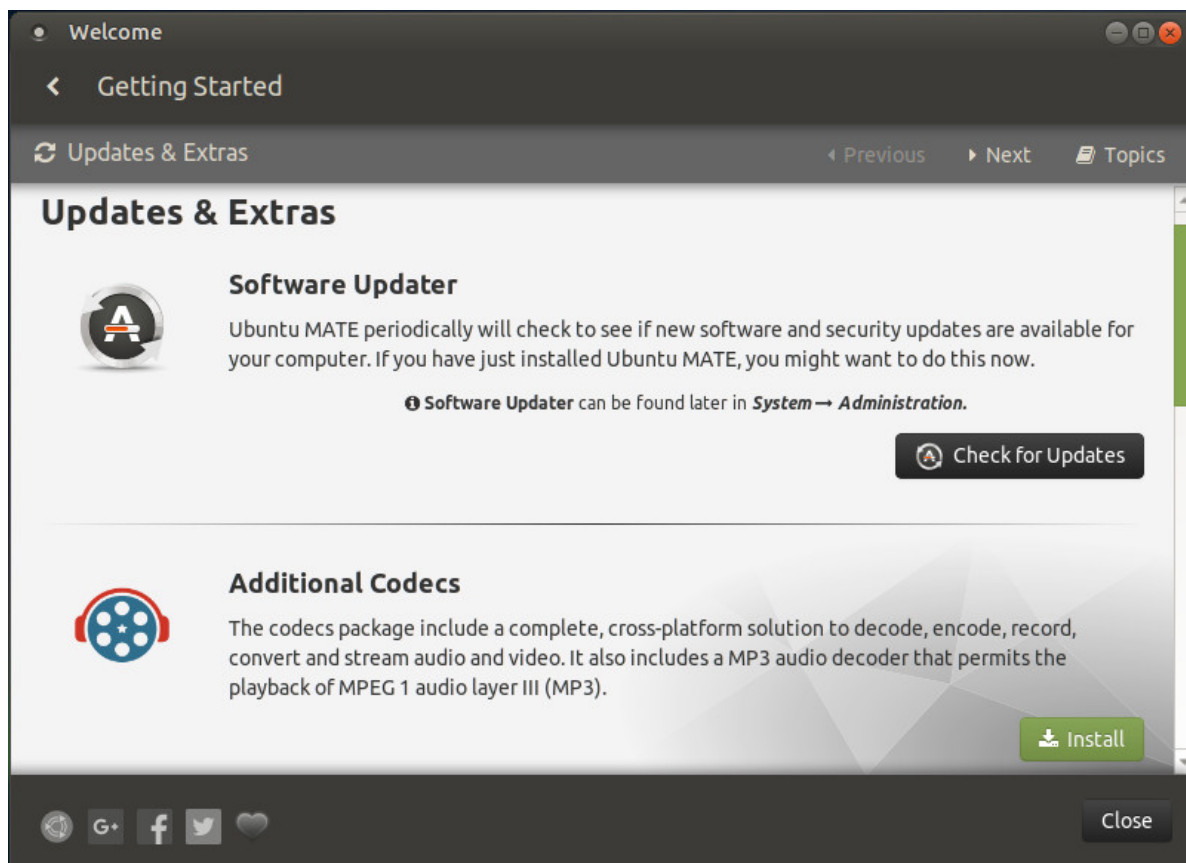 Welcome
Getting Started
Updates & Extras
Previous
Next
Topics
Updates & Extras
Software Updater
Ubuntu MATE periodically will check to see if new software and security updates are available for
your computer. If you have just installed Ubuntu MATE, you might want to do this now.
Software Updater can be found later in System→ Administration.
Check for Updates
Additional Codecs
The codecs package include a complete, cross-platform solution to decode, encode, record,
convert and stream audio and video. It also includes a MP3 audio decoder that permits the
playback of MPEG 1 audio layer III (MP3).
Install
G+
Close